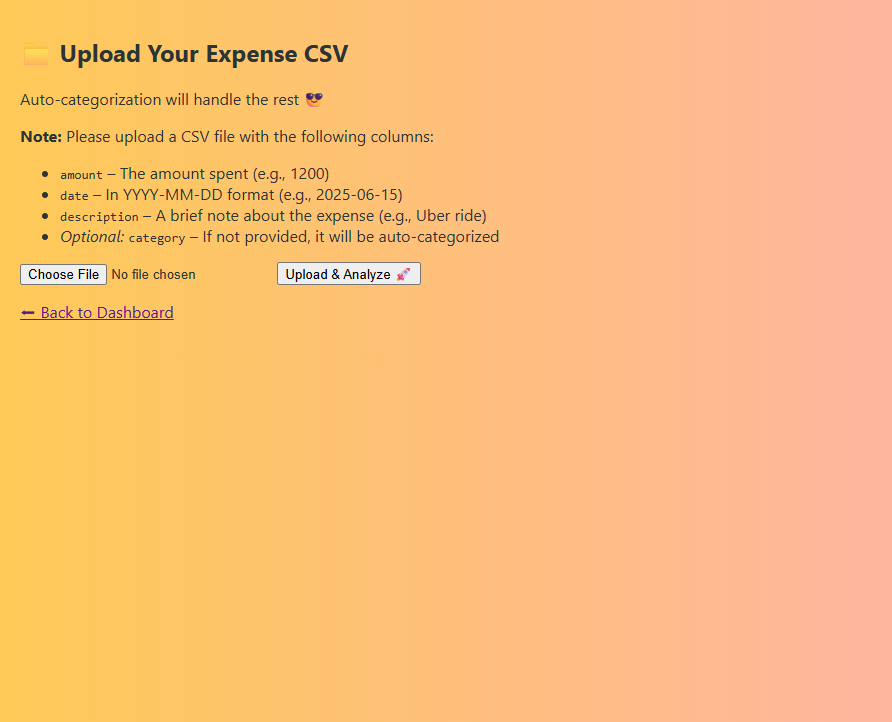 📁 Upload Your Expense CSV
Auto-categorization will handle the rest 😎
Note: Please upload a CSV file with the following columns:
• amount – The amount spent (e.g., 1200)
• date – In YYYY-MM-DD format (e.g., 2025-06-15)
• description – A brief note about the expense (e.g., Uber ride)
• Optional: category – If not provided, it will be auto-categorized
Choose File No file chosen Upload & Analyze 🚀
⬅ Back to Dashboard